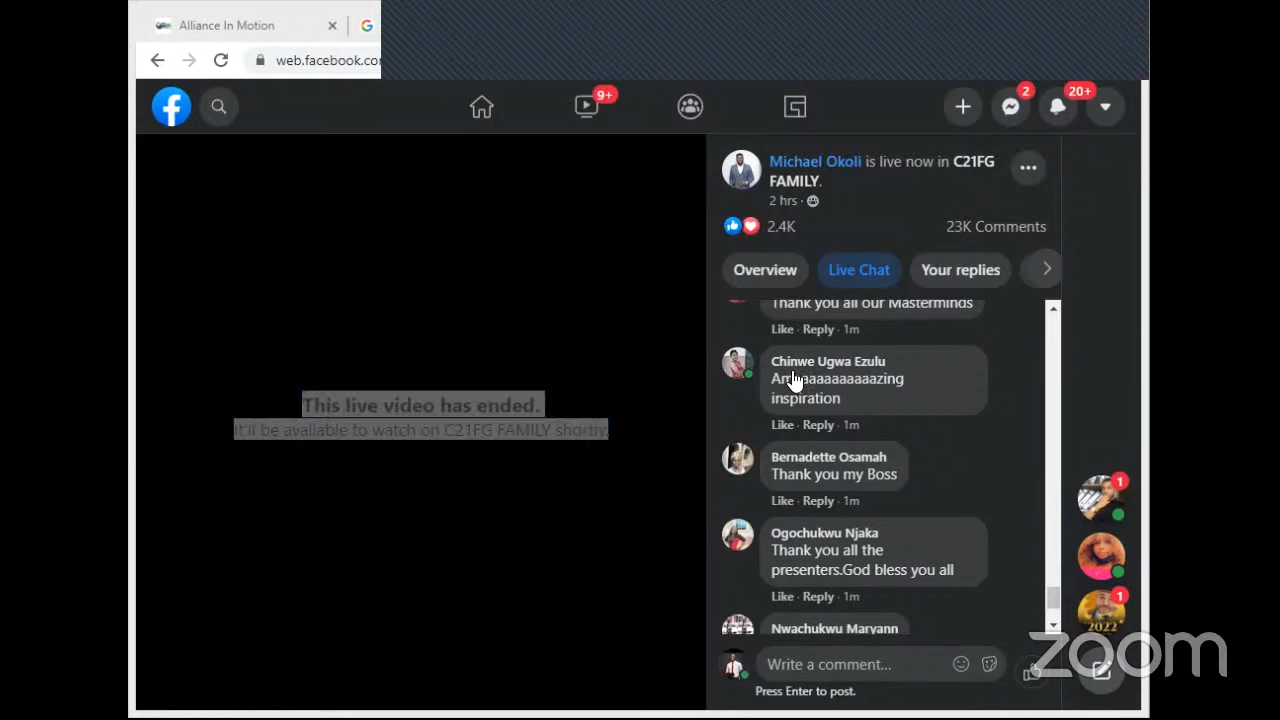 Alliance In Motion
web.facebook.com
9+
2
20+
Michael Okoli is live now in C21FG
FAMILY.
2 hrs ·
2.4K
23K Comments
Overview
Live Chat
Your replies
Thank you all our Masterminds
Like · Reply · 1m
Chinwe Ugwa Ezulu
inspiration
Like · Reply · 1m
Bernadette Osamah
Thank you my Boss
Like · Reply · 1m
Ogochukwu Njaka
Thank you all the
presenters.God bless you all
Like · Reply · 1m
Nwachukwu Maryann
Write a comment...
Press Enter to post.
This live video has ended.
It'll be available to watch on C21FG FAMILY shortly.
1
1
2022
zoom